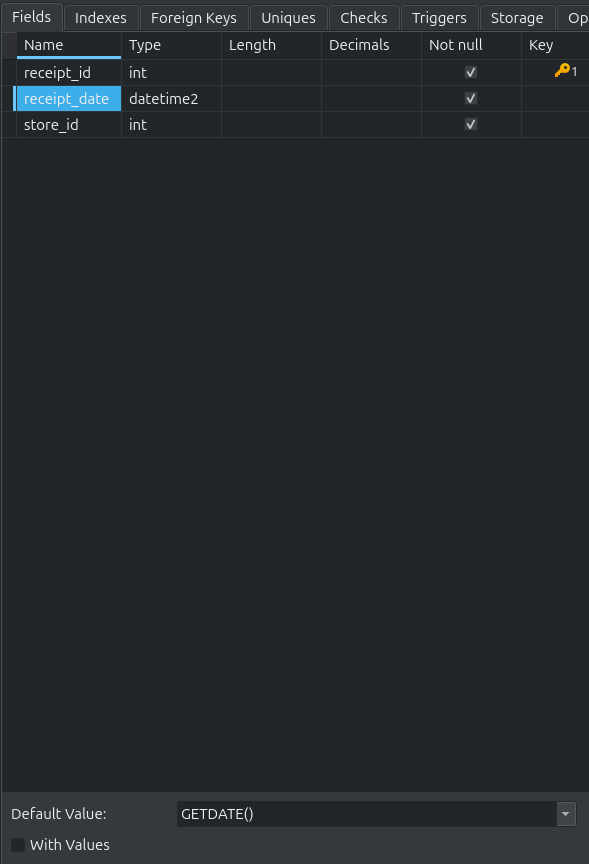 Fields Indexes Foreign Keys Uniques Checks Triggers Storage Op
Name Type Length Decimals Not null Key
receipt_id int 1
receipt_date datetime2
store_id int
Default Value: GETDATE()
With Values